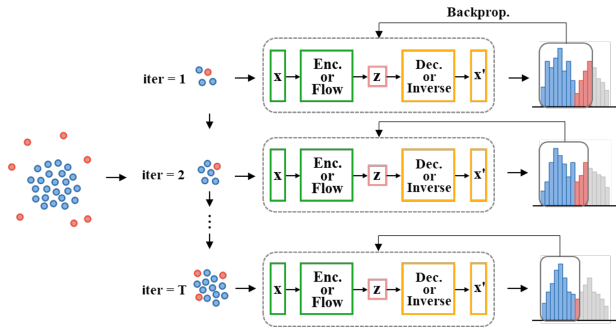 Backprop.
iter = 1
x
Enc.
or
Flow
z
Dec.
or
Inverse
x'
iter = 2
x
Enc.
or
Flow
z
Dec.
or
Inverse
x'
iter = T
x
Enc.
or
Flow
z
Dec.
or
Inverse
x'